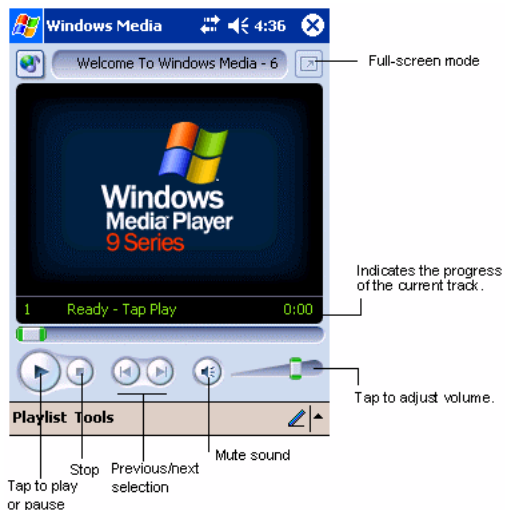 Windows Media 4:36
Welcome To Windows Media - 6
Full-screen mode
Windows
Media Player
9 Series
Indicates the progress
of the current track.
1 Ready - Tap Play 0:00
Tap to adjust volume.
Playlist Tools
Mute sound
Stop
Previous/next
selection
Tap to play
or pause